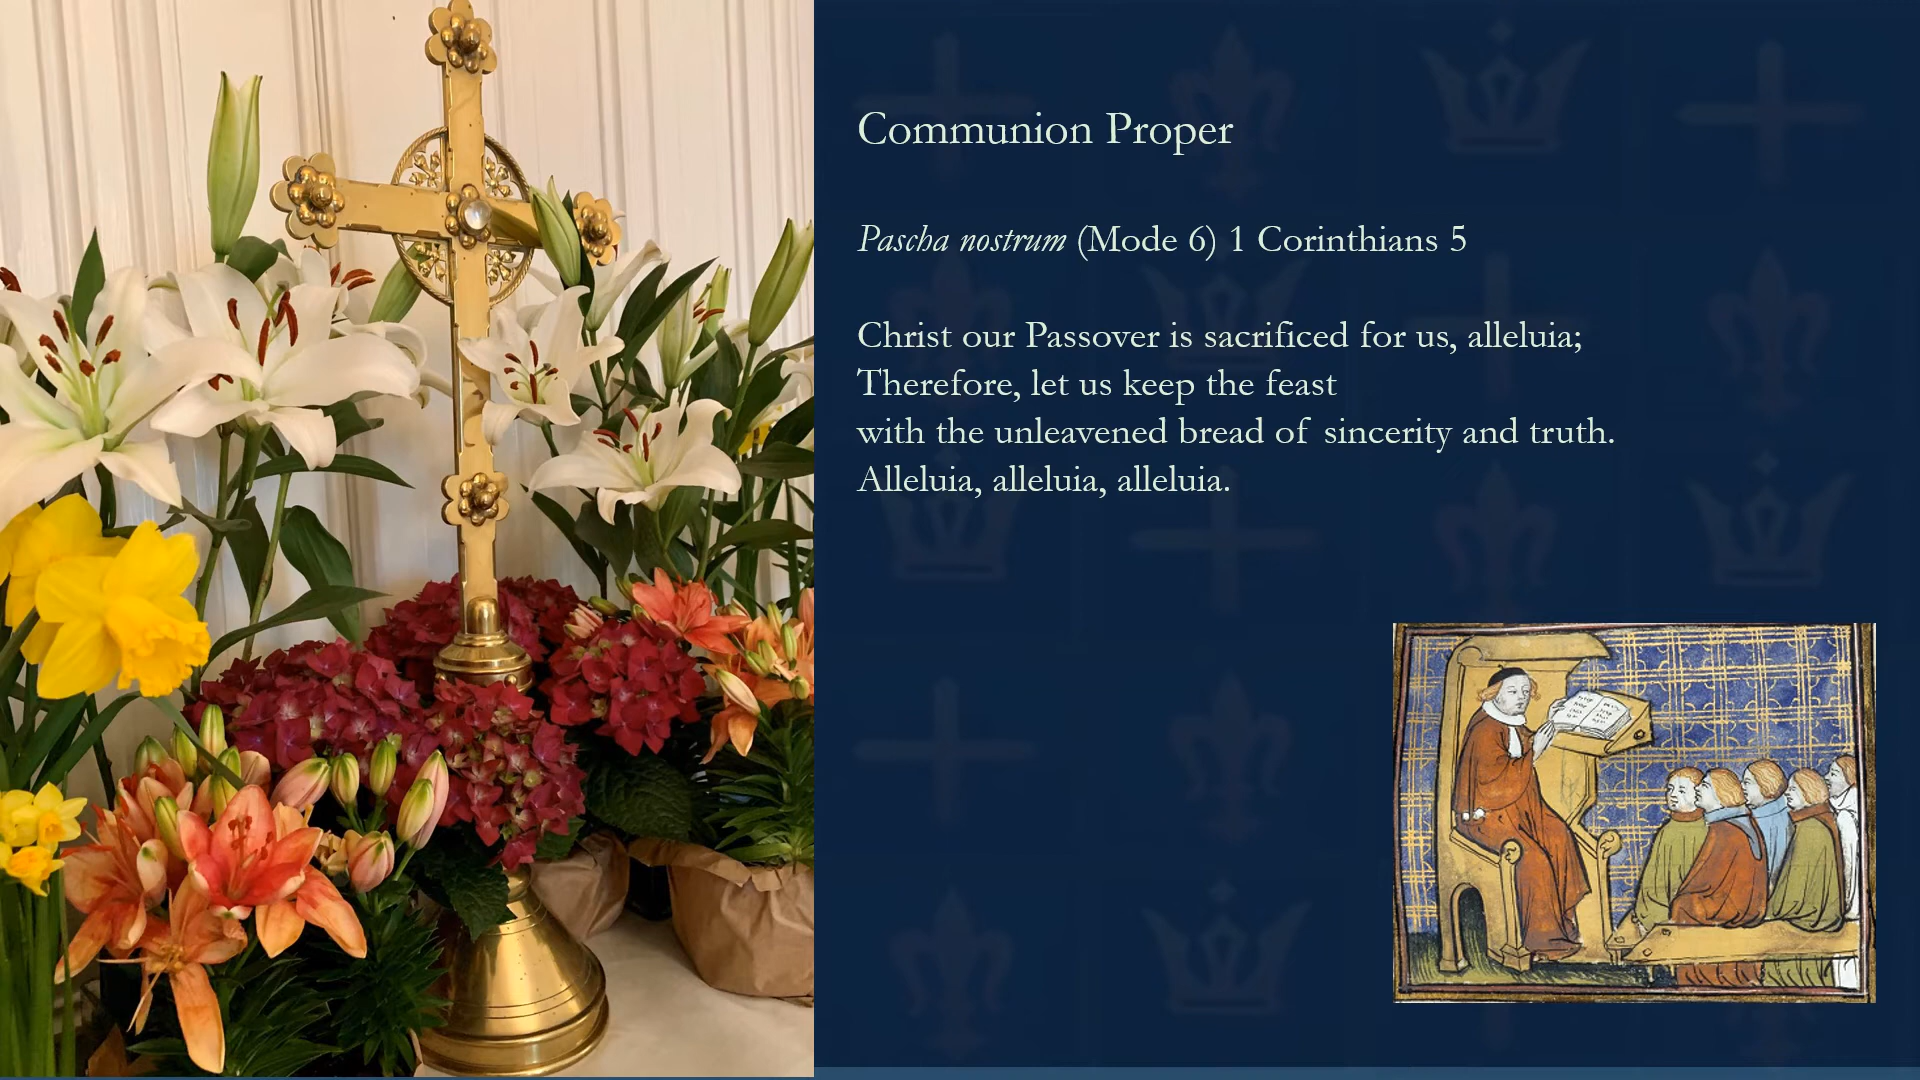 Communion Proper
Pascha nostrum (Mode 6) 1 Corinthians 5
Christ our Passover is sacrificed for us, alleluia;
Therefore, let us keep the feast
with the unleavened bread of sincerity and truth.
Alleluia, alleluia, alleluia.